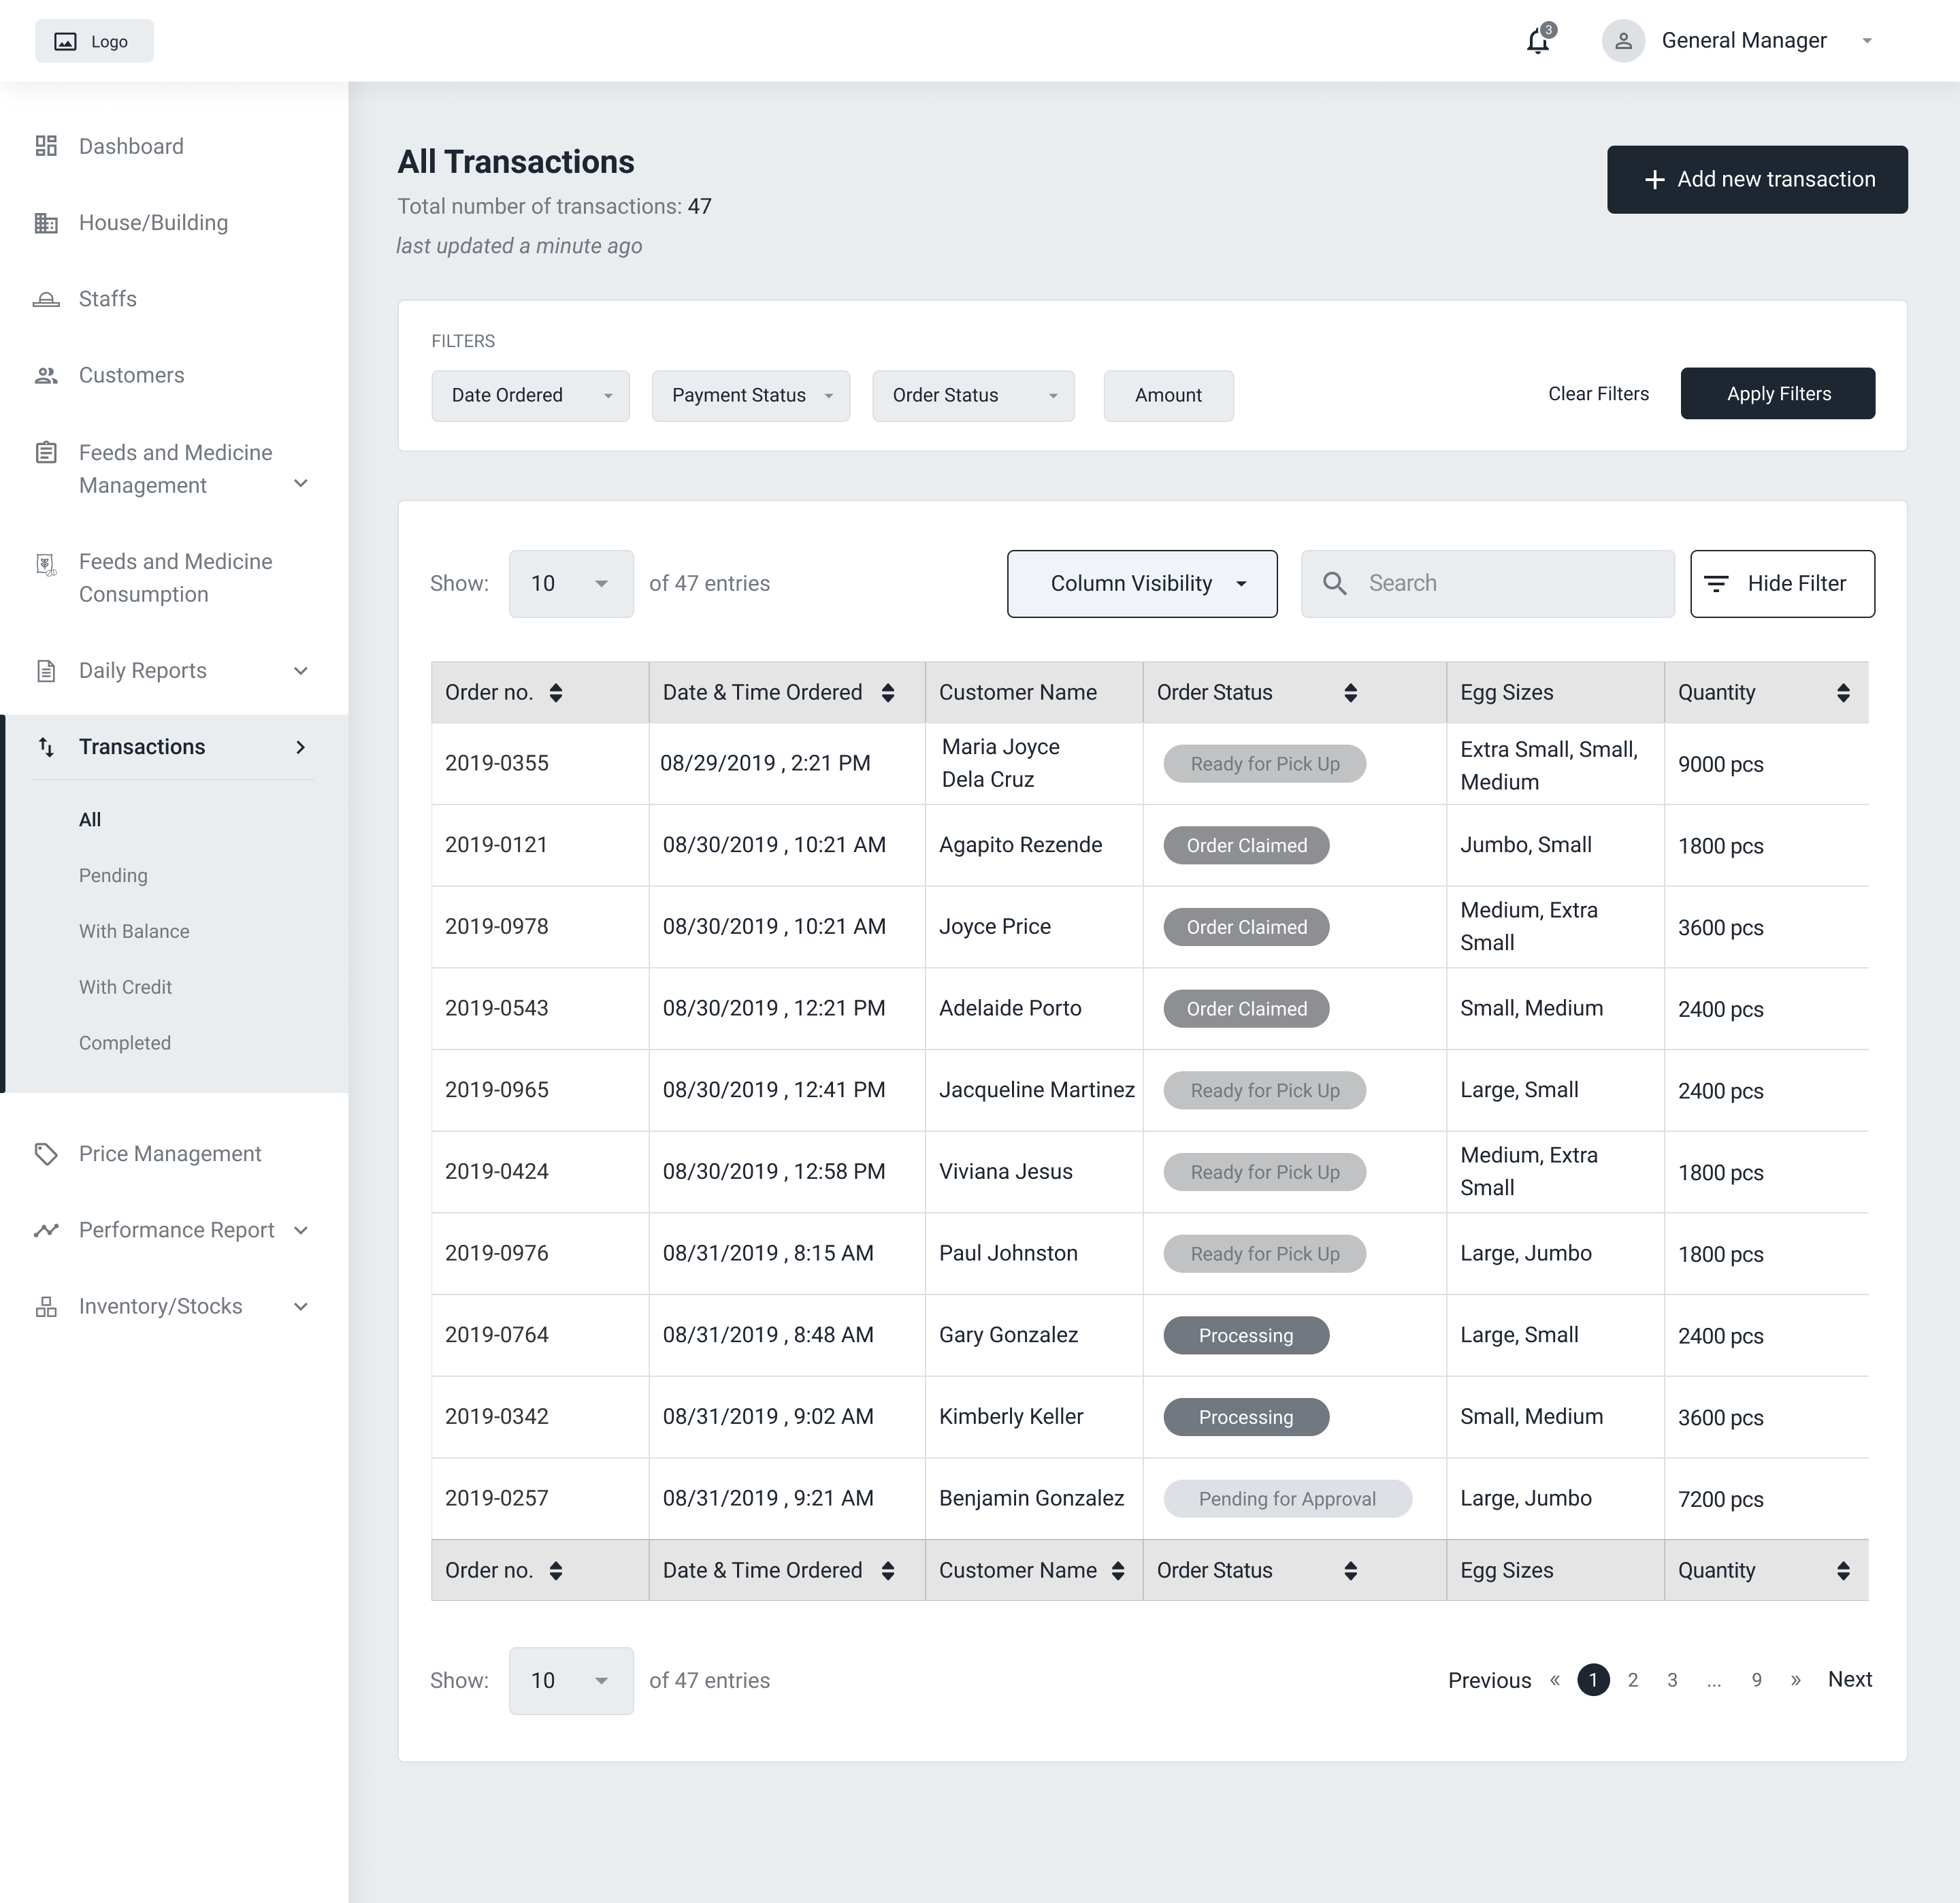 Logo
3
General Manager
Dashboard
House/Building
Staffs
Customers
Feeds and Medicine
Management
Feeds and Medicine
Consumption
Daily Reports
Transactions
All
Pending
With Balance
With Credit
Completed
Price Management
Performance Report
Inventory/Stocks
All Transactions
Total number of transactions: 47
last updated a minute ago
+ Add new transaction
FILTERS
Date Ordered Payment Status Order Status Amount Clear Filters Apply Filters
Show: 10 of 47 entries Column Visibility Search Hide Filter
Order no. Date & Time Ordered Customer Name Order Status Egg Sizes Quantity
2019-0355 08/29/2019 , 2:21 PM Maria Joyce
Dela Cruz Ready for Pick Up Extra Small, Small,
Medium 9000 pcs
2019-0121 08/30/2019 , 10:21 AM Agapito Rezende Order Claimed Jumbo, Small 1800 pcs
2019-0978 08/30/2019 , 10:21 AM Joyce Price Order Claimed Medium, Extra
Small 3600 pcs
2019-0543 08/30/2019 , 12:21 PM Adelaide Porto Order Claimed Small, Medium 2400 pcs
2019-0965 08/30/2019 , 12:41 PM Jacqueline Martinez Ready for Pick Up Large, Small 2400 pcs
2019-0424 08/30/2019 , 12:58 PM Viviana Jesus Ready for Pick Up Medium, Extra
Small 1800 pcs
2019-0976 08/31/2019 , 8:15 AM Paul Johnston Ready for Pick Up Large, Jumbo 1800 pcs
2019-0764 08/31/2019 , 8:48 AM Gary Gonzalez Processing Large, Small 2400 pcs
2019-0342 08/31/2019 , 9:02 AM Kimberly Keller Processing Small, Medium 3600 pcs
2019-0257 08/31/2019 , 9:21 AM Benjamin Gonzalez Pending for Approval Large, Jumbo 7200 pcs
Order no. Date & Time Ordered Customer Name Order Status Egg Sizes Quantity
Show: 10 of 47 entries Previous « 1 2 3 ... 9 » Next